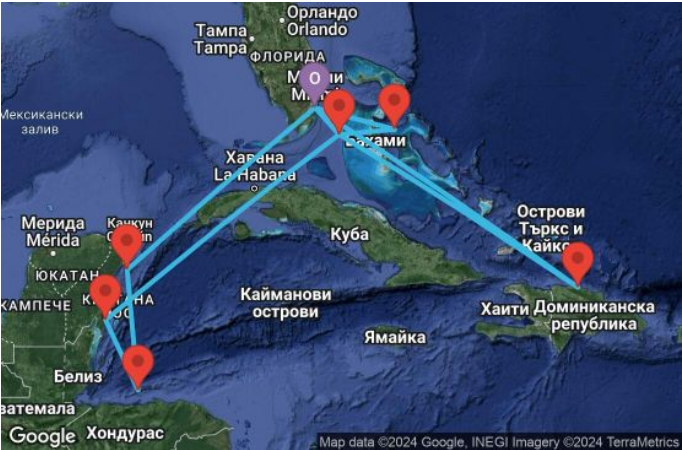 Орландо
Orlando
Тампа
Tampa
ФЛОРИДА
O
Мексикански
залив
Бахами
Хавана
La Habana
Мерида
Mérida
Канкун
ЮКАТАН
КАМПЕЧЕ
Куба
Острови
Търкс и
Кайкос
Кайманови
острови
Хаити
Доминиканска
република
Ямайка
Белиз
Хондурас
Google
Map data ©2024 Google, INEGI Imagery ©2024 TerraMetrics